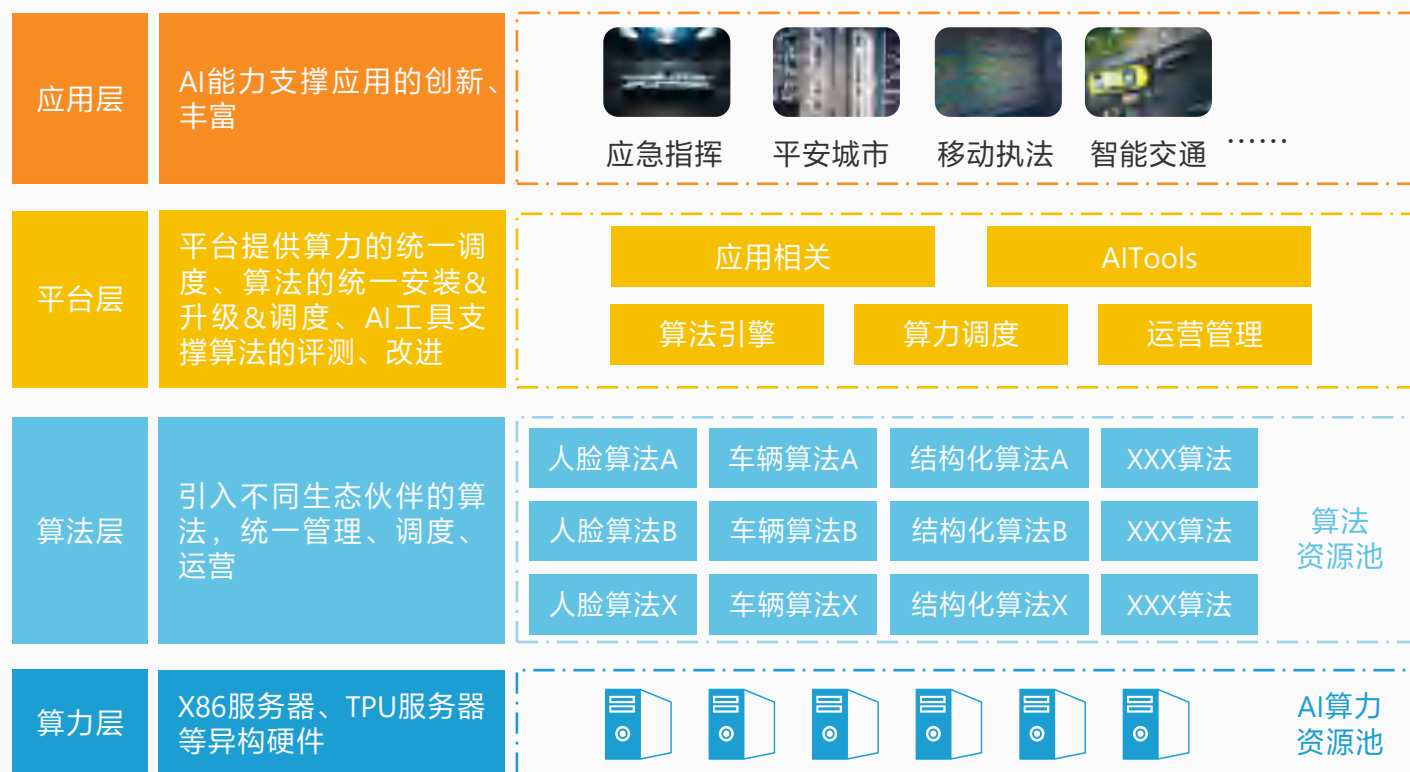 应用层
AI能力支撑应用的创新、
丰富
应急指挥
平安城市
移动执法
智能交通
……
平台层
平台提供算力的统一调
度、算法的统一安装&
升级&调度、AI工具支
撑算法的评测、改进
应用相关
AITools
算法引擎
算力调度
运营管理
算法层
引入不同生态伙伴的算
法，统一管理、调度、
运营
人脸算法A
车辆算法A
结构化算法A
XXX算法
人脸算法B
车辆算法B
结构化算法B
XXX算法
人脸算法X
车辆算法X
结构化算法X
XXX算法
算法
资源池
算力层
X86服务器、TPU服务器
等异构硬件
AI算力
资源池